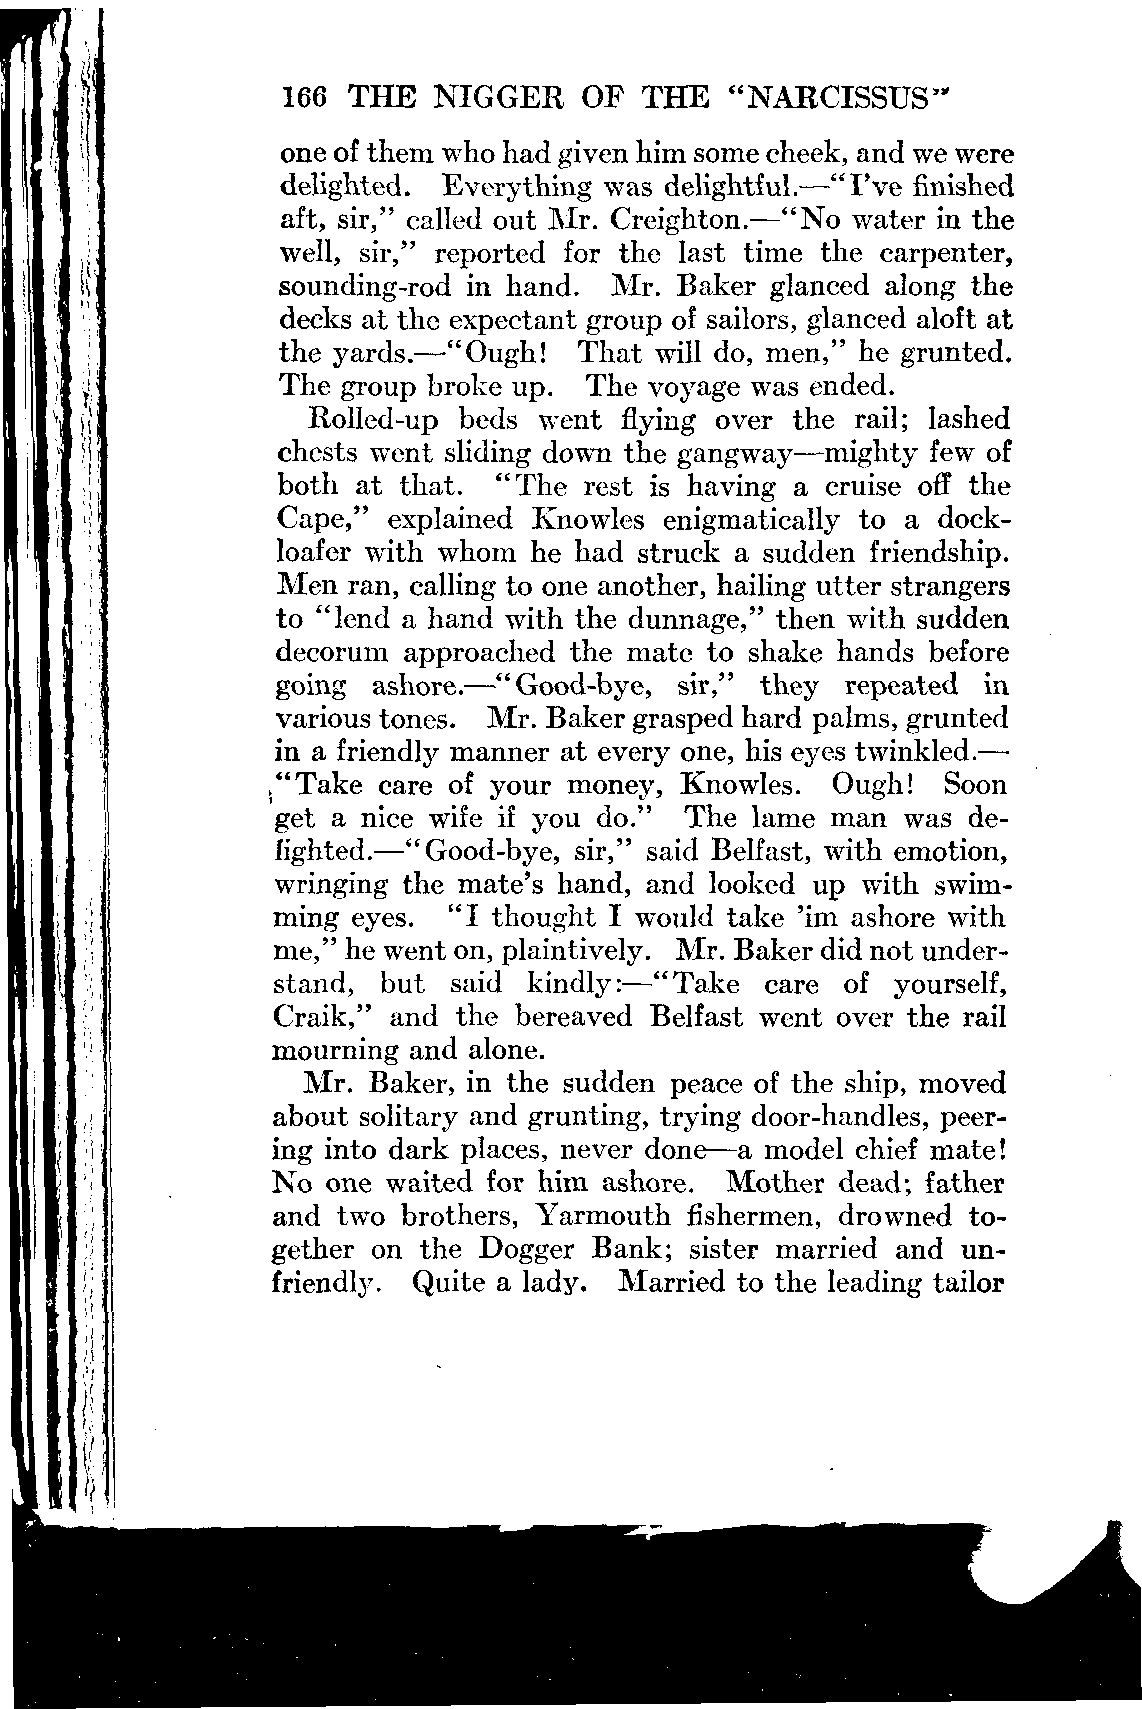 166 THE NIGGER OF THE “NARCISSUS”
one of them who had given him some cheek, and we were
delighted. Everything was delightful.—“I’ve finished
aft, sir,” called out Mr. Creighton.—“No water in the
well, sir,” reported for the last time the carpenter,
sounding-rod in hand. Mr. Baker glanced along the
decks at the expectant group of sailors, glanced aloft at
the yards.—“Ough! That will do, men,” he grunted.
The group broke up. The voyage was ended.
Rolled-up beds went flying over the rail; lashed
chests went sliding down the gangway—mighty few of
both at that. “The rest is having a cruise off the
Cape,” explained Knowles enigmatically to a dock-
loafer with whom he had struck a sudden friendship.
Men ran, calling to one another, hailing utter strangers
to “lend a hand with the dunnage,” then with sudden
decorum approached the mate to shake hands before
going ashore.—“Good-bye, sir,” they repeated in
various tones. Mr. Baker grasped hard palms, grunted
in a friendly manner at every one, his eyes twinkled.—
“Take care of your money, Knowles. Ough! Soon
get a nice wife if you do.” The lame man was de-
lighted.—“Good-bye, sir,” said Belfast, with emotion,
wringing the mate’s hand, and looked up with swim-
ming eyes. “I thought I would take ’im ashore with
me,” he went on, plaintively. Mr. Baker did not under-
stand, but said kindly:—“Take care of yourself,
Craik,” and the bereaved Belfast went over the rail
mourning and alone.
Mr. Baker, in the sudden peace of the ship, moved
about solitary and grunting, trying door-handles, peer-
ing into dark places, never done—a model chief mate!
No one waited for him ashore. Mother dead; father
and two brothers, Yarmouth fishermen, drowned to-
gether on the Dogger Bank; sister married and un-
friendly. Quite a lady. Married to the leading tailor